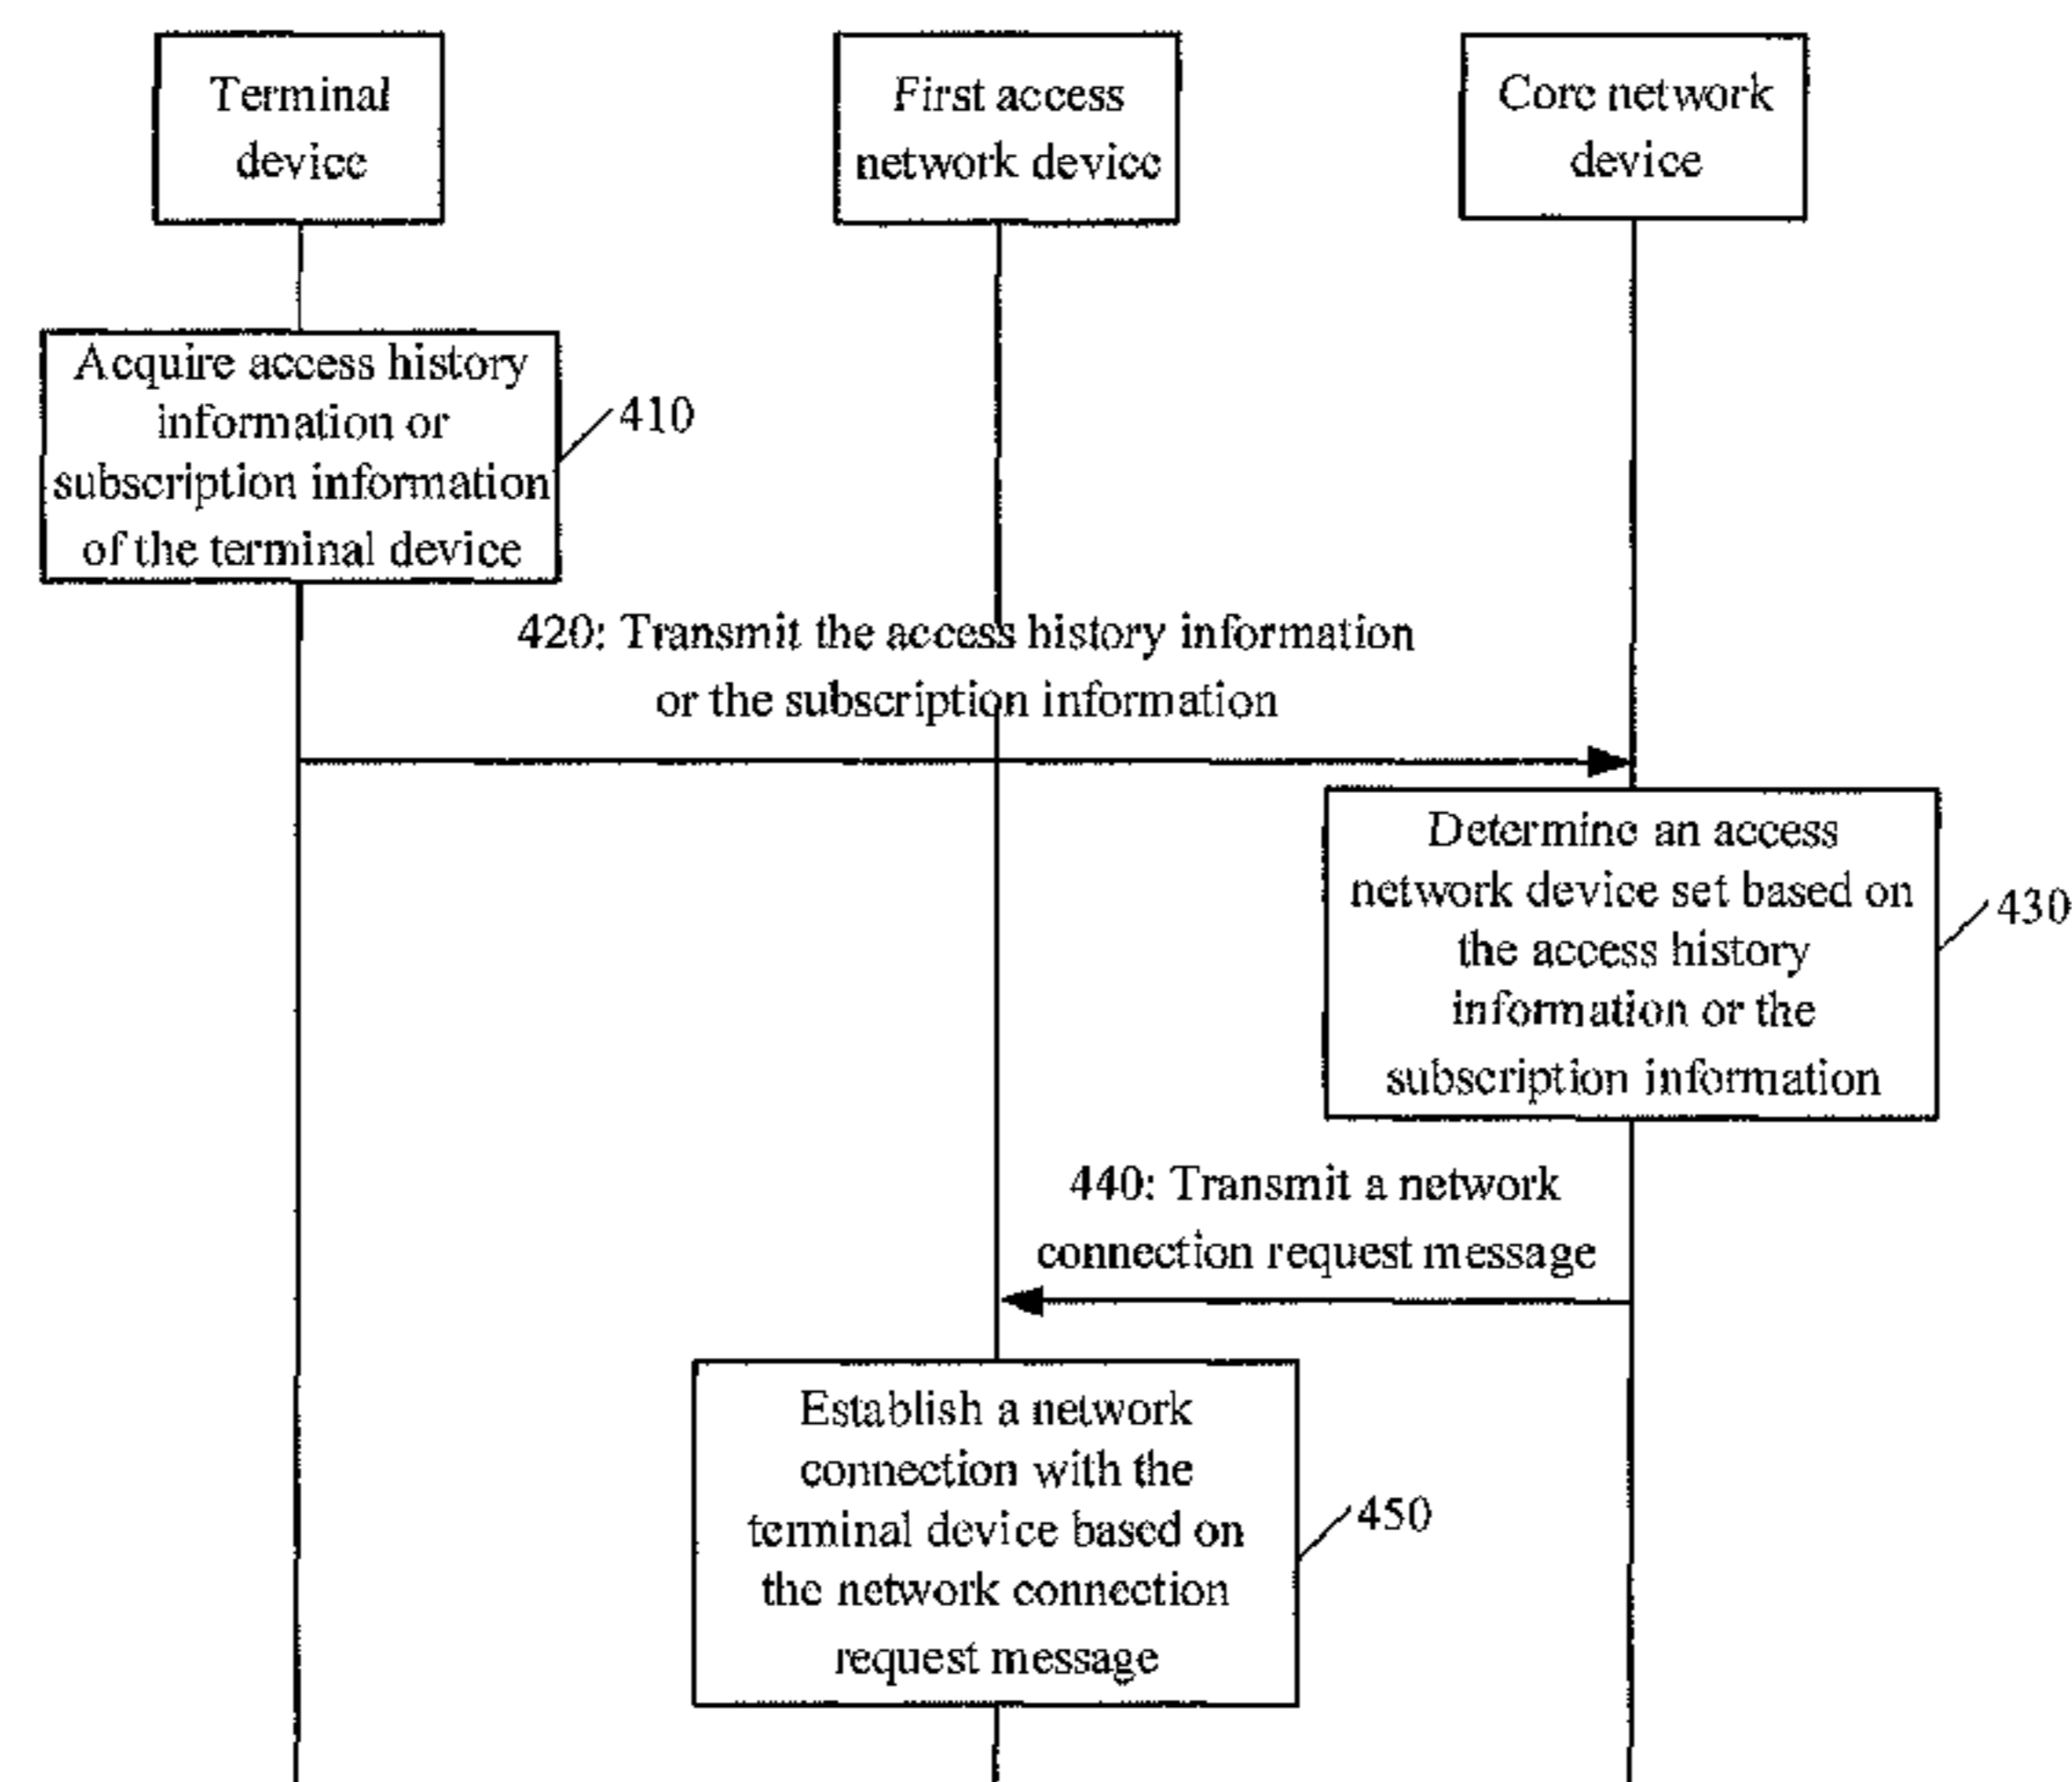 Terminal
device
First access
network device
Core network
device
Acquire access history
information or
subscription information
of the terminal device
410
420: Transmit the access history information
or the subscription information
Determine an access
network device set based on
the access history
information or the
subscription information
430
440: Transmit a network
connection request message
Establish a network
connection with the
terminal device based on
the network connection
request message
450